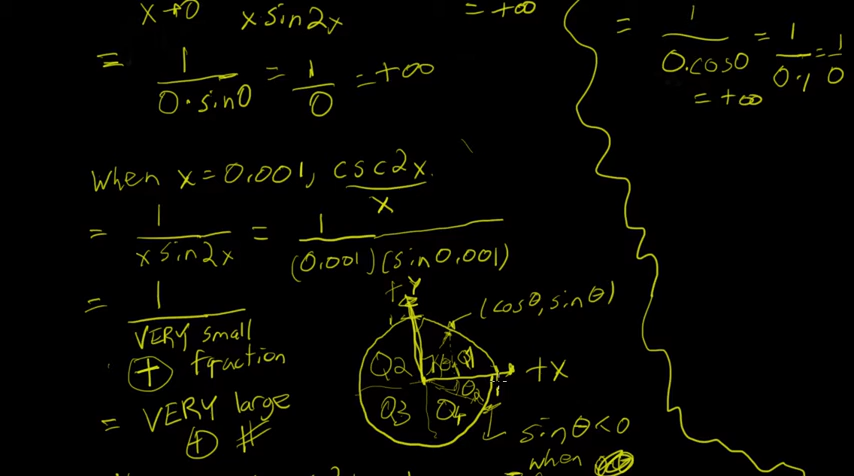 x→0 x sin2x
= 1/(0·sin0) = 1/0 = +∞
= +∞
= 1/(0·cos0) = 1/(0·1) = 1/0
= +∞
When x = 0.001, csc2x/x
= 1/(x sin2x) = 1/((0.001)(sin0.001))
= 1/(VERY small
+ fraction)
= VERY large
+ #
+Y
(cosθ, sinθ)
Q2 θ Q1
+X
1
Q3 Q4 θ2
sinθ<0
when